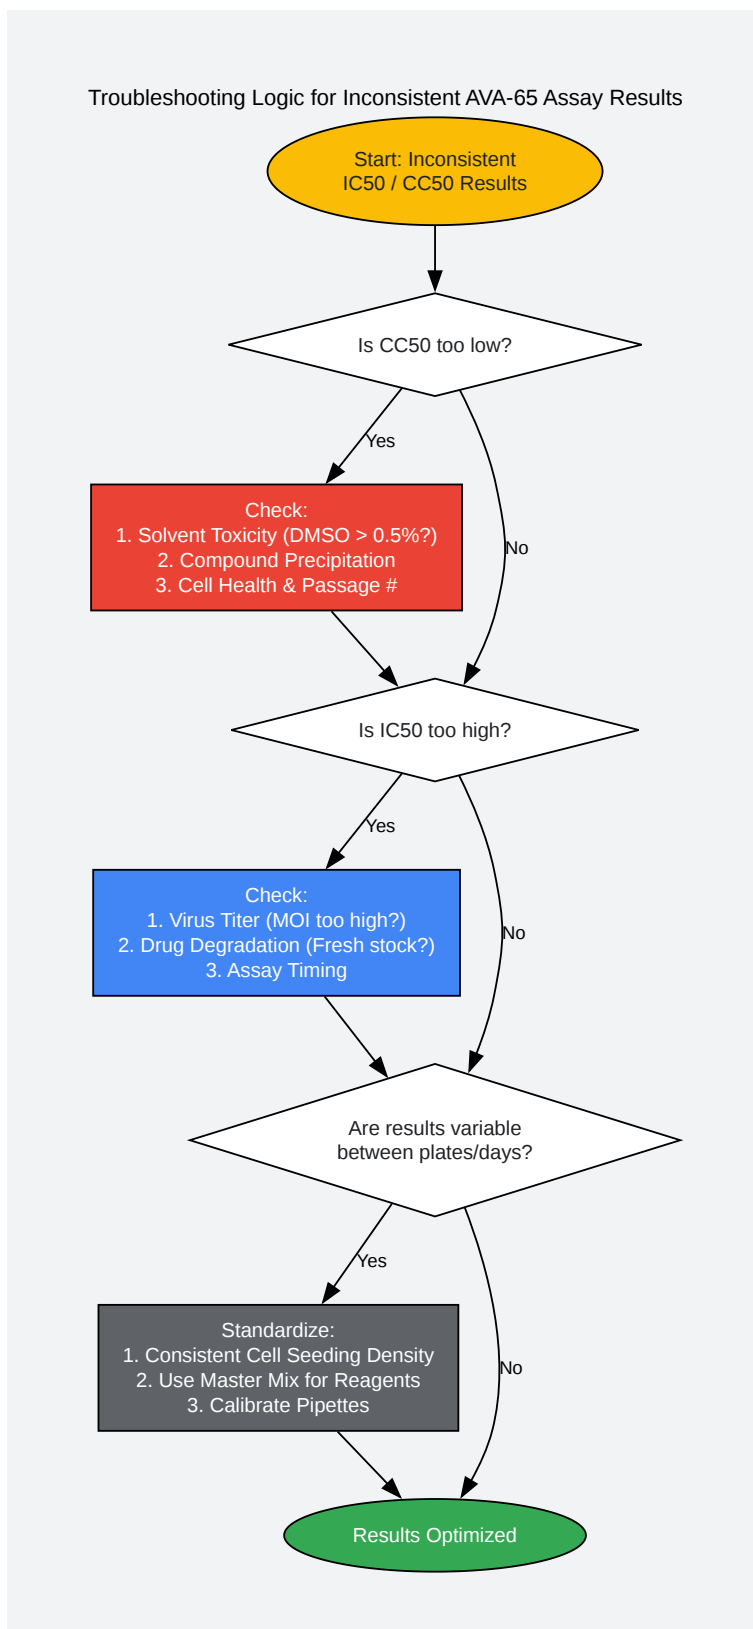 Troubleshooting Logic for Inconsistent AVA-65 Assay Results
Start: Inconsistent
IC50 / CC50 Results
Is CC50 too low?
Yes
No
Check:
1. Solvent Toxicity (DMSO > 0.5%?)
2. Compound Precipitation
3. Cell Health & Passage #
Is IC50 too high?
Yes
No
Check:
1. Virus Titer (MOI too high?)
2. Drug Degradation (Fresh stock?)
3. Assay Timing
Are results variable
between plates/days?
Yes
No
Standardize:
1. Consistent Cell Seeding Density
2. Use Master Mix for Reagents
3. Calibrate Pipettes
Results Optimized